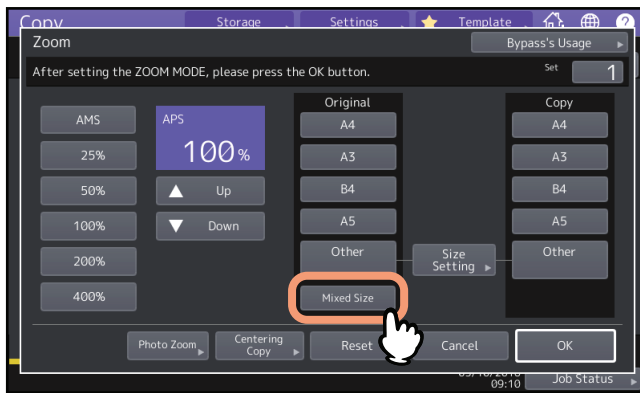 Copy
Storage
Settings
Template
Zoom
Bypass's Usage
After setting the ZOOM MODE, please press the OK button.
Set
1
AMS
25%
50%
100%
200%
400%
APS
100%
Up
Down
Original
A4
A3
B4
A5
Other
Mixed Size
Size
Setting
Copy
A4
A3
B4
A5
Other
Photo Zoom
Centering
Copy
Reset
Cancel
OK
09:10
Job Status